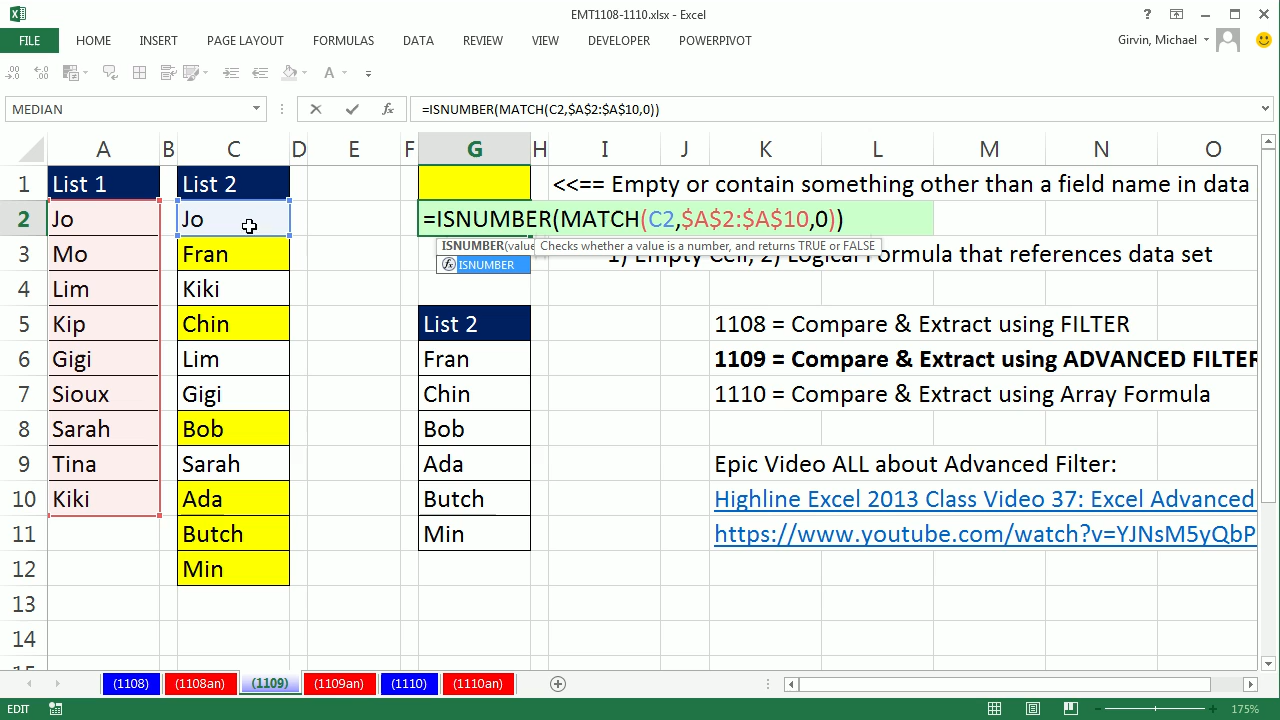 EMT1108-1110.xlsx - Excel
FILE HOME INSERT PAGE LAYOUT FORMULAS DATA REVIEW VIEW DEVELOPER POWERPIVOT Girvin, Michael
MEDIAN =ISNUMBER(MATCH(C2,$A$2:$A$10,0))
A B C D E F G H I J K L M N O
1 List 1 List 2 <<== Empty or contain something other than a field name in data
2 Jo Jo =ISNUMBER(MATCH(C2,$A$2:$A$10,0))
ISNUMBER(value Checks whether a value is a number, and returns TRUE or FALSE
3 Mo Fran 1) Empty Cell, 2) Logical Formula that references data set
ISNUMBER
4 Lim Kiki
5 Kip Chin List 2 1108 = Compare & Extract using FILTER
6 Gigi Lim Fran 1109 = Compare & Extract using ADVANCED FILTER
7 Sioux Gigi Chin 1110 = Compare & Extract using Array Formula
8 Sarah Bob Bob
9 Tina Sarah Ada Epic Video ALL about Advanced Filter:
10 Kiki Ada Butch Highline Excel 2013 Class Video 37: Excel Advanced
11 Butch Min https://www.youtube.com/watch?v=YJNsM5yQbP
12 Min
13
14
(1108) (1108an) (1109) (1109an) (1110) (1110an)
EDIT 175%